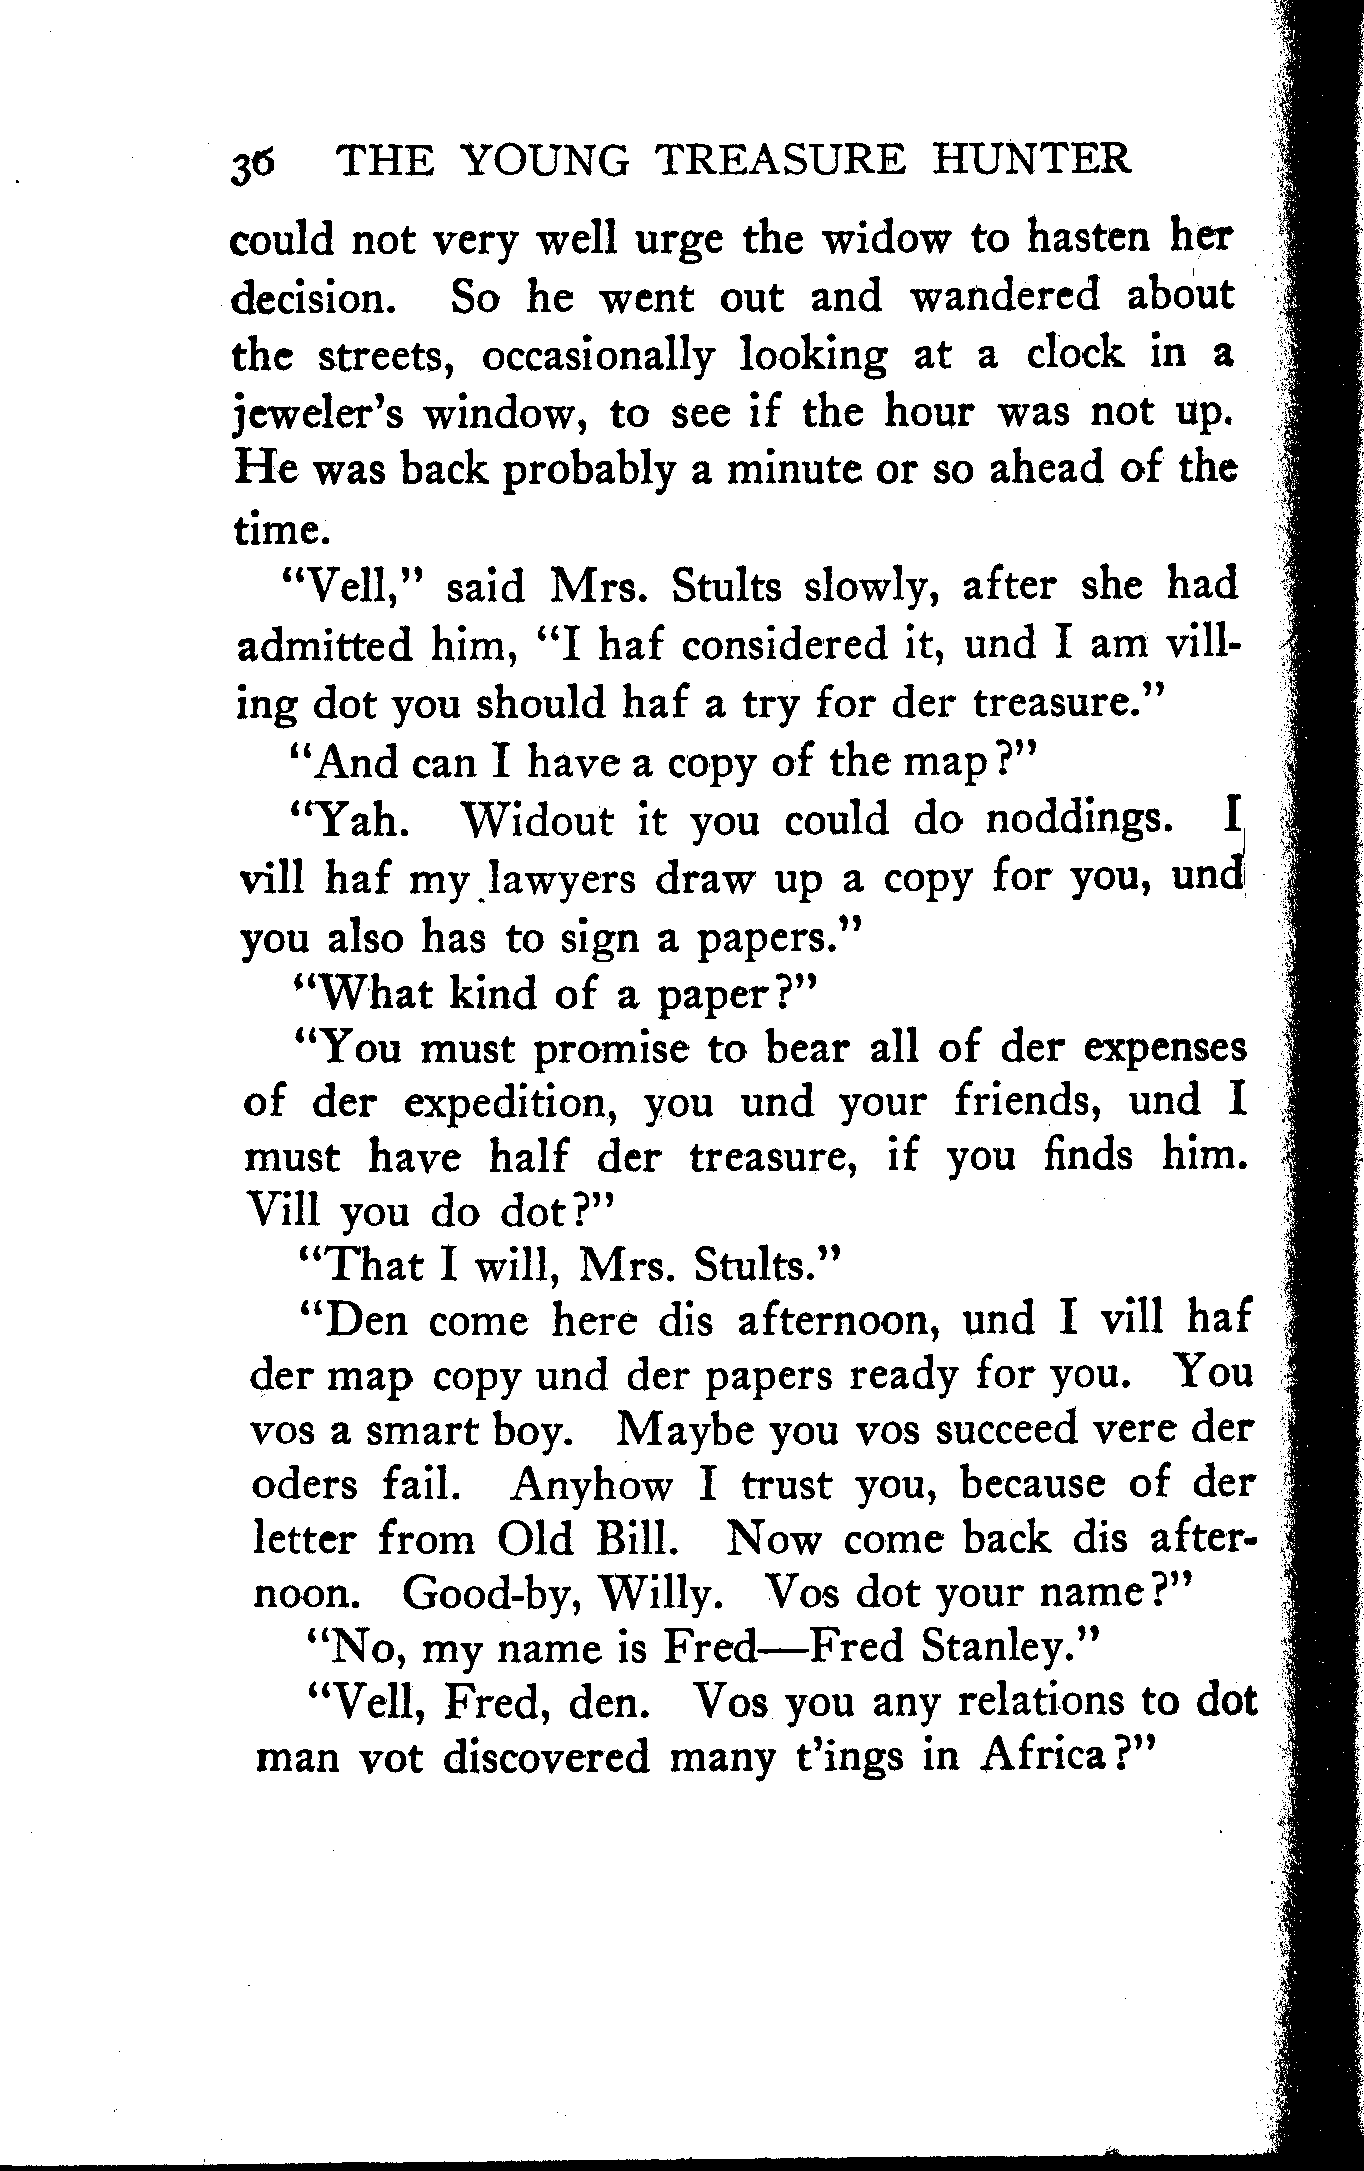 36 THE YOUNG TREASURE HUNTER
could not very well urge the widow to hasten her
decision. So he went out and wandered about
the streets, occasionally looking at a clock in a
jeweler's window, to see if the hour was not up.
He was back probably a minute or so ahead of the
time.
"Vell," said Mrs. Stults slowly, after she had
admitted him, "I haf considered it, und I am vill-
ing dot you should haf a try for der treasure."
"And can I have a copy of the map?"
"Yah. Widout it you could do noddings. I
vill haf my lawyers draw up a copy for you, und
you also has to sign a papers."
"What kind of a paper?"
"You must promise to bear all of der expenses
of der expedition, you und your friends, und I
must have half der treasure, if you finds him.
Vill you do dot?"
"That I will, Mrs. Stults."
"Den come here dis afternoon, und I vill haf
der map copy und der papers ready for you. You
vos a smart boy. Maybe you vos succeed vere der
oders fail. Anyhow I trust you, because of der
letter from Old Bill. Now come back dis after-
noon. Good-by, Willy. Vos dot your name?"
"No, my name is Fred—Fred Stanley."
"Vell, Fred, den. Vos you any relations to dot
man vot discovered many t'ings in Africa?"